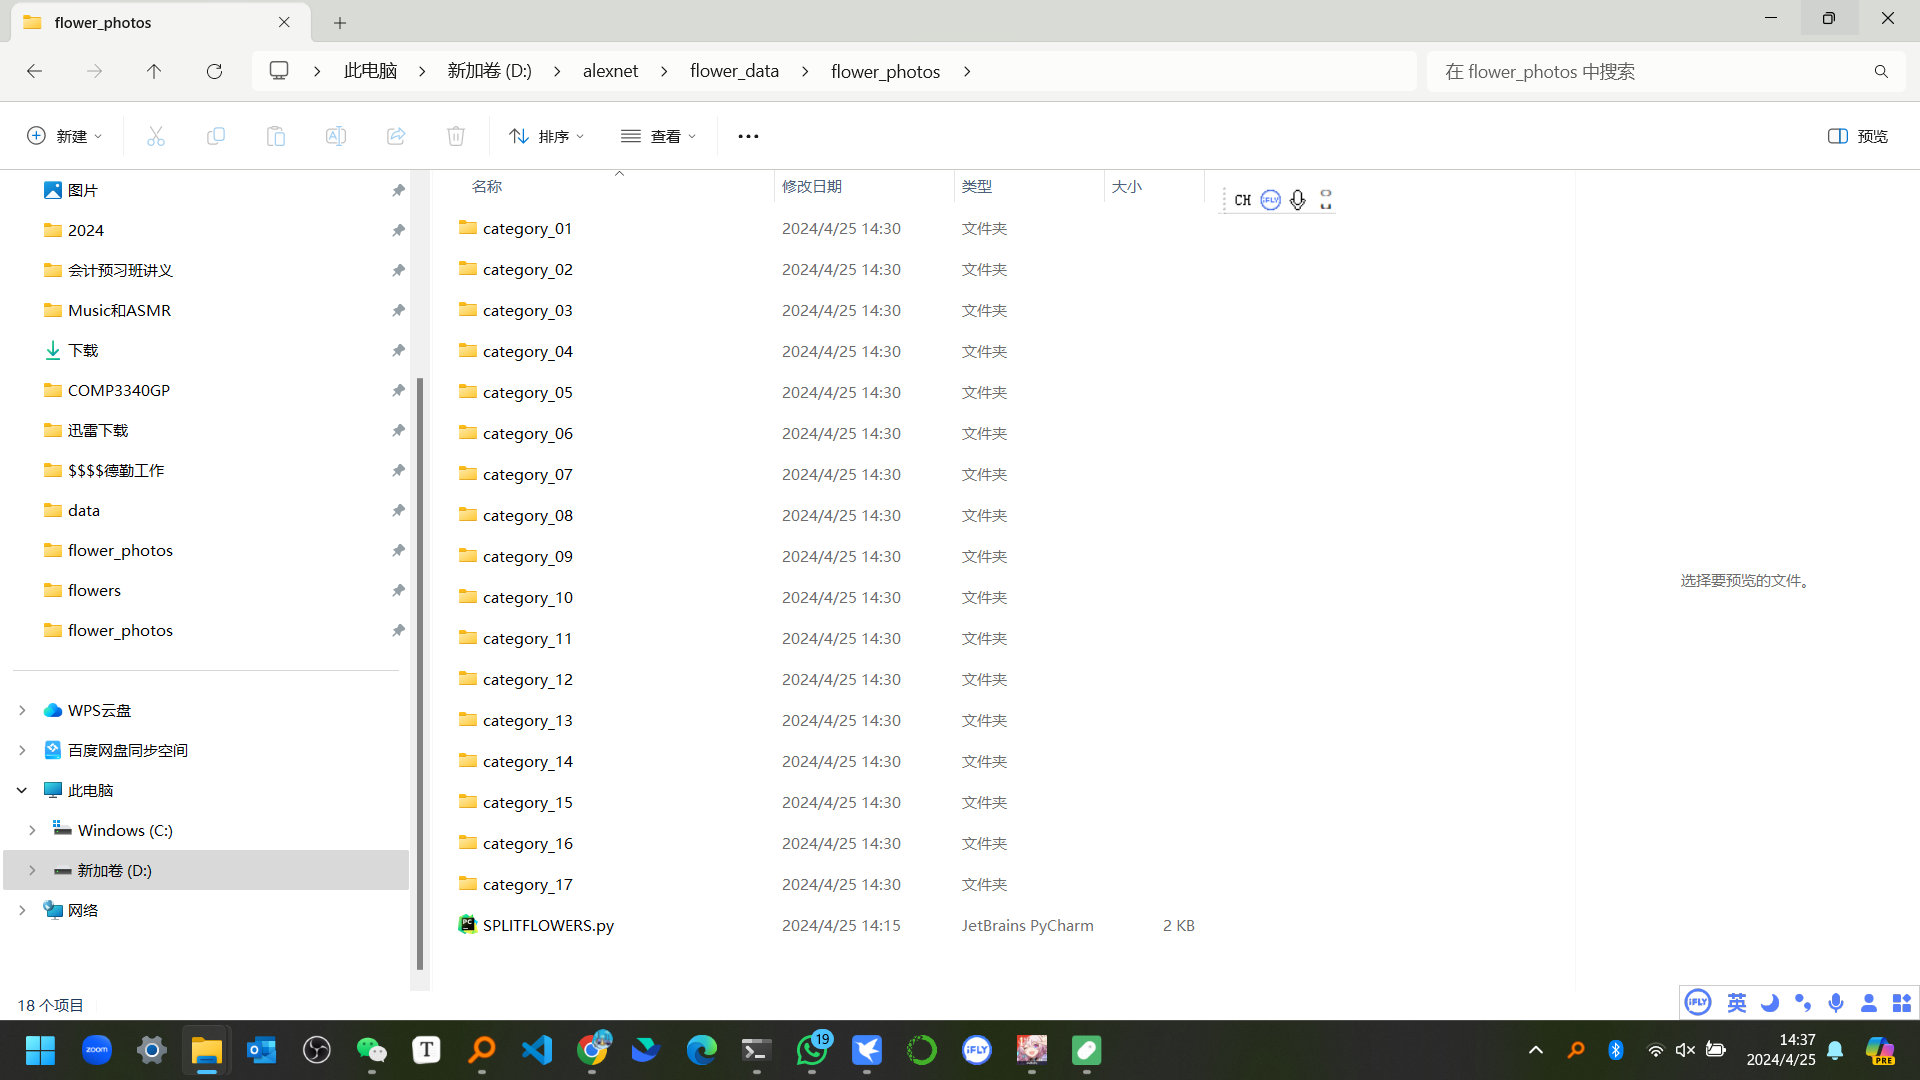 flower_photos
此电脑 新加卷 (D:) alexnet flower_data flower_photos
在 flower_photos 中搜索
新建 排序 查看 预览
图片
2024
会计预习班讲义
Music和ASMR
下载
COMP3340GP
迅雷下载
$$$$德勤工作
data
flower_photos
flowers
flower_photos
WPS云盘
百度网盘同步空间
此电脑
Windows (C:)
新加卷 (D:)
网络
名称 修改日期 类型 大小
category_01 2024/4/25 14:30 文件夹
category_02 2024/4/25 14:30 文件夹
category_03 2024/4/25 14:30 文件夹
category_04 2024/4/25 14:30 文件夹
category_05 2024/4/25 14:30 文件夹
category_06 2024/4/25 14:30 文件夹
category_07 2024/4/25 14:30 文件夹
category_08 2024/4/25 14:30 文件夹
category_09 2024/4/25 14:30 文件夹
category_10 2024/4/25 14:30 文件夹
category_11 2024/4/25 14:30 文件夹
category_12 2024/4/25 14:30 文件夹
category_13 2024/4/25 14:30 文件夹
category_14 2024/4/25 14:30 文件夹
category_15 2024/4/25 14:30 文件夹
category_16 2024/4/25 14:30 文件夹
category_17 2024/4/25 14:30 文件夹
SPLITFLOWERS.py 2024/4/25 14:15 JetBrains PyCharm 2 KB
CH iFLY
选择要预览的文件。
18 个项目
iFLY 英
zoom T 19 iFLY
14:37
2024/4/25
PRE